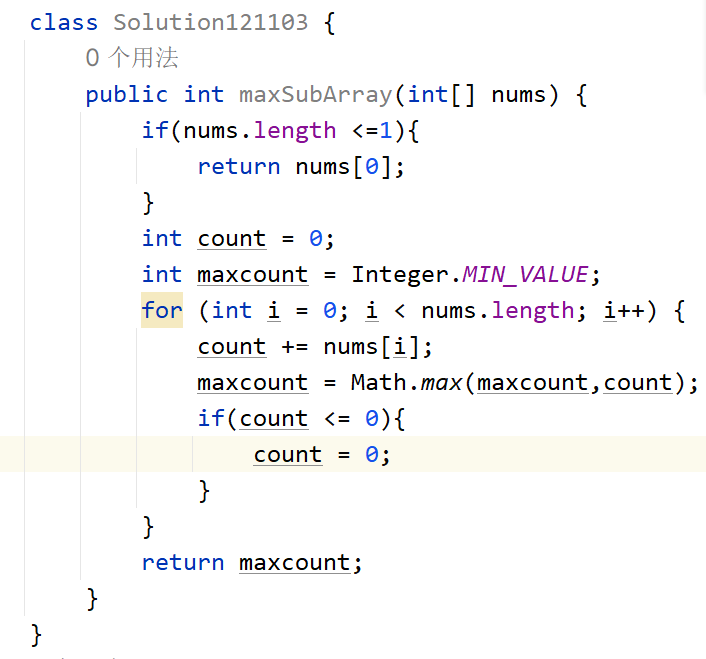 class Solution121103 {
0 个用法
public int maxSubArray(int[] nums) {
if(nums.length <=1){
return nums[0];
}
int count = 0;
int maxcount = Integer.MIN_VALUE;
for (int i = 0; i < nums.length; i++) {
count += nums[i];
maxcount = Math.max(maxcount,count);
if(count <= 0){
count = 0;
}
}
return maxcount;
}
}